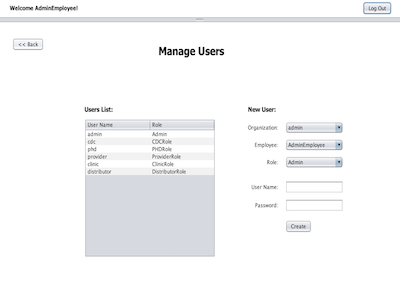 Welcome AdminEmployee!
Log Out
<< Back
Manage Users
Users List:
User Name Role
admin Admin
cdc CDCRole
phd PHDRole
provider ProviderRole
clinic ClinicRole
distributor DistributorRole
New User:
Organization: admin
Employee: AdminEmployee
Role: Admin
User Name:
Password:
Create